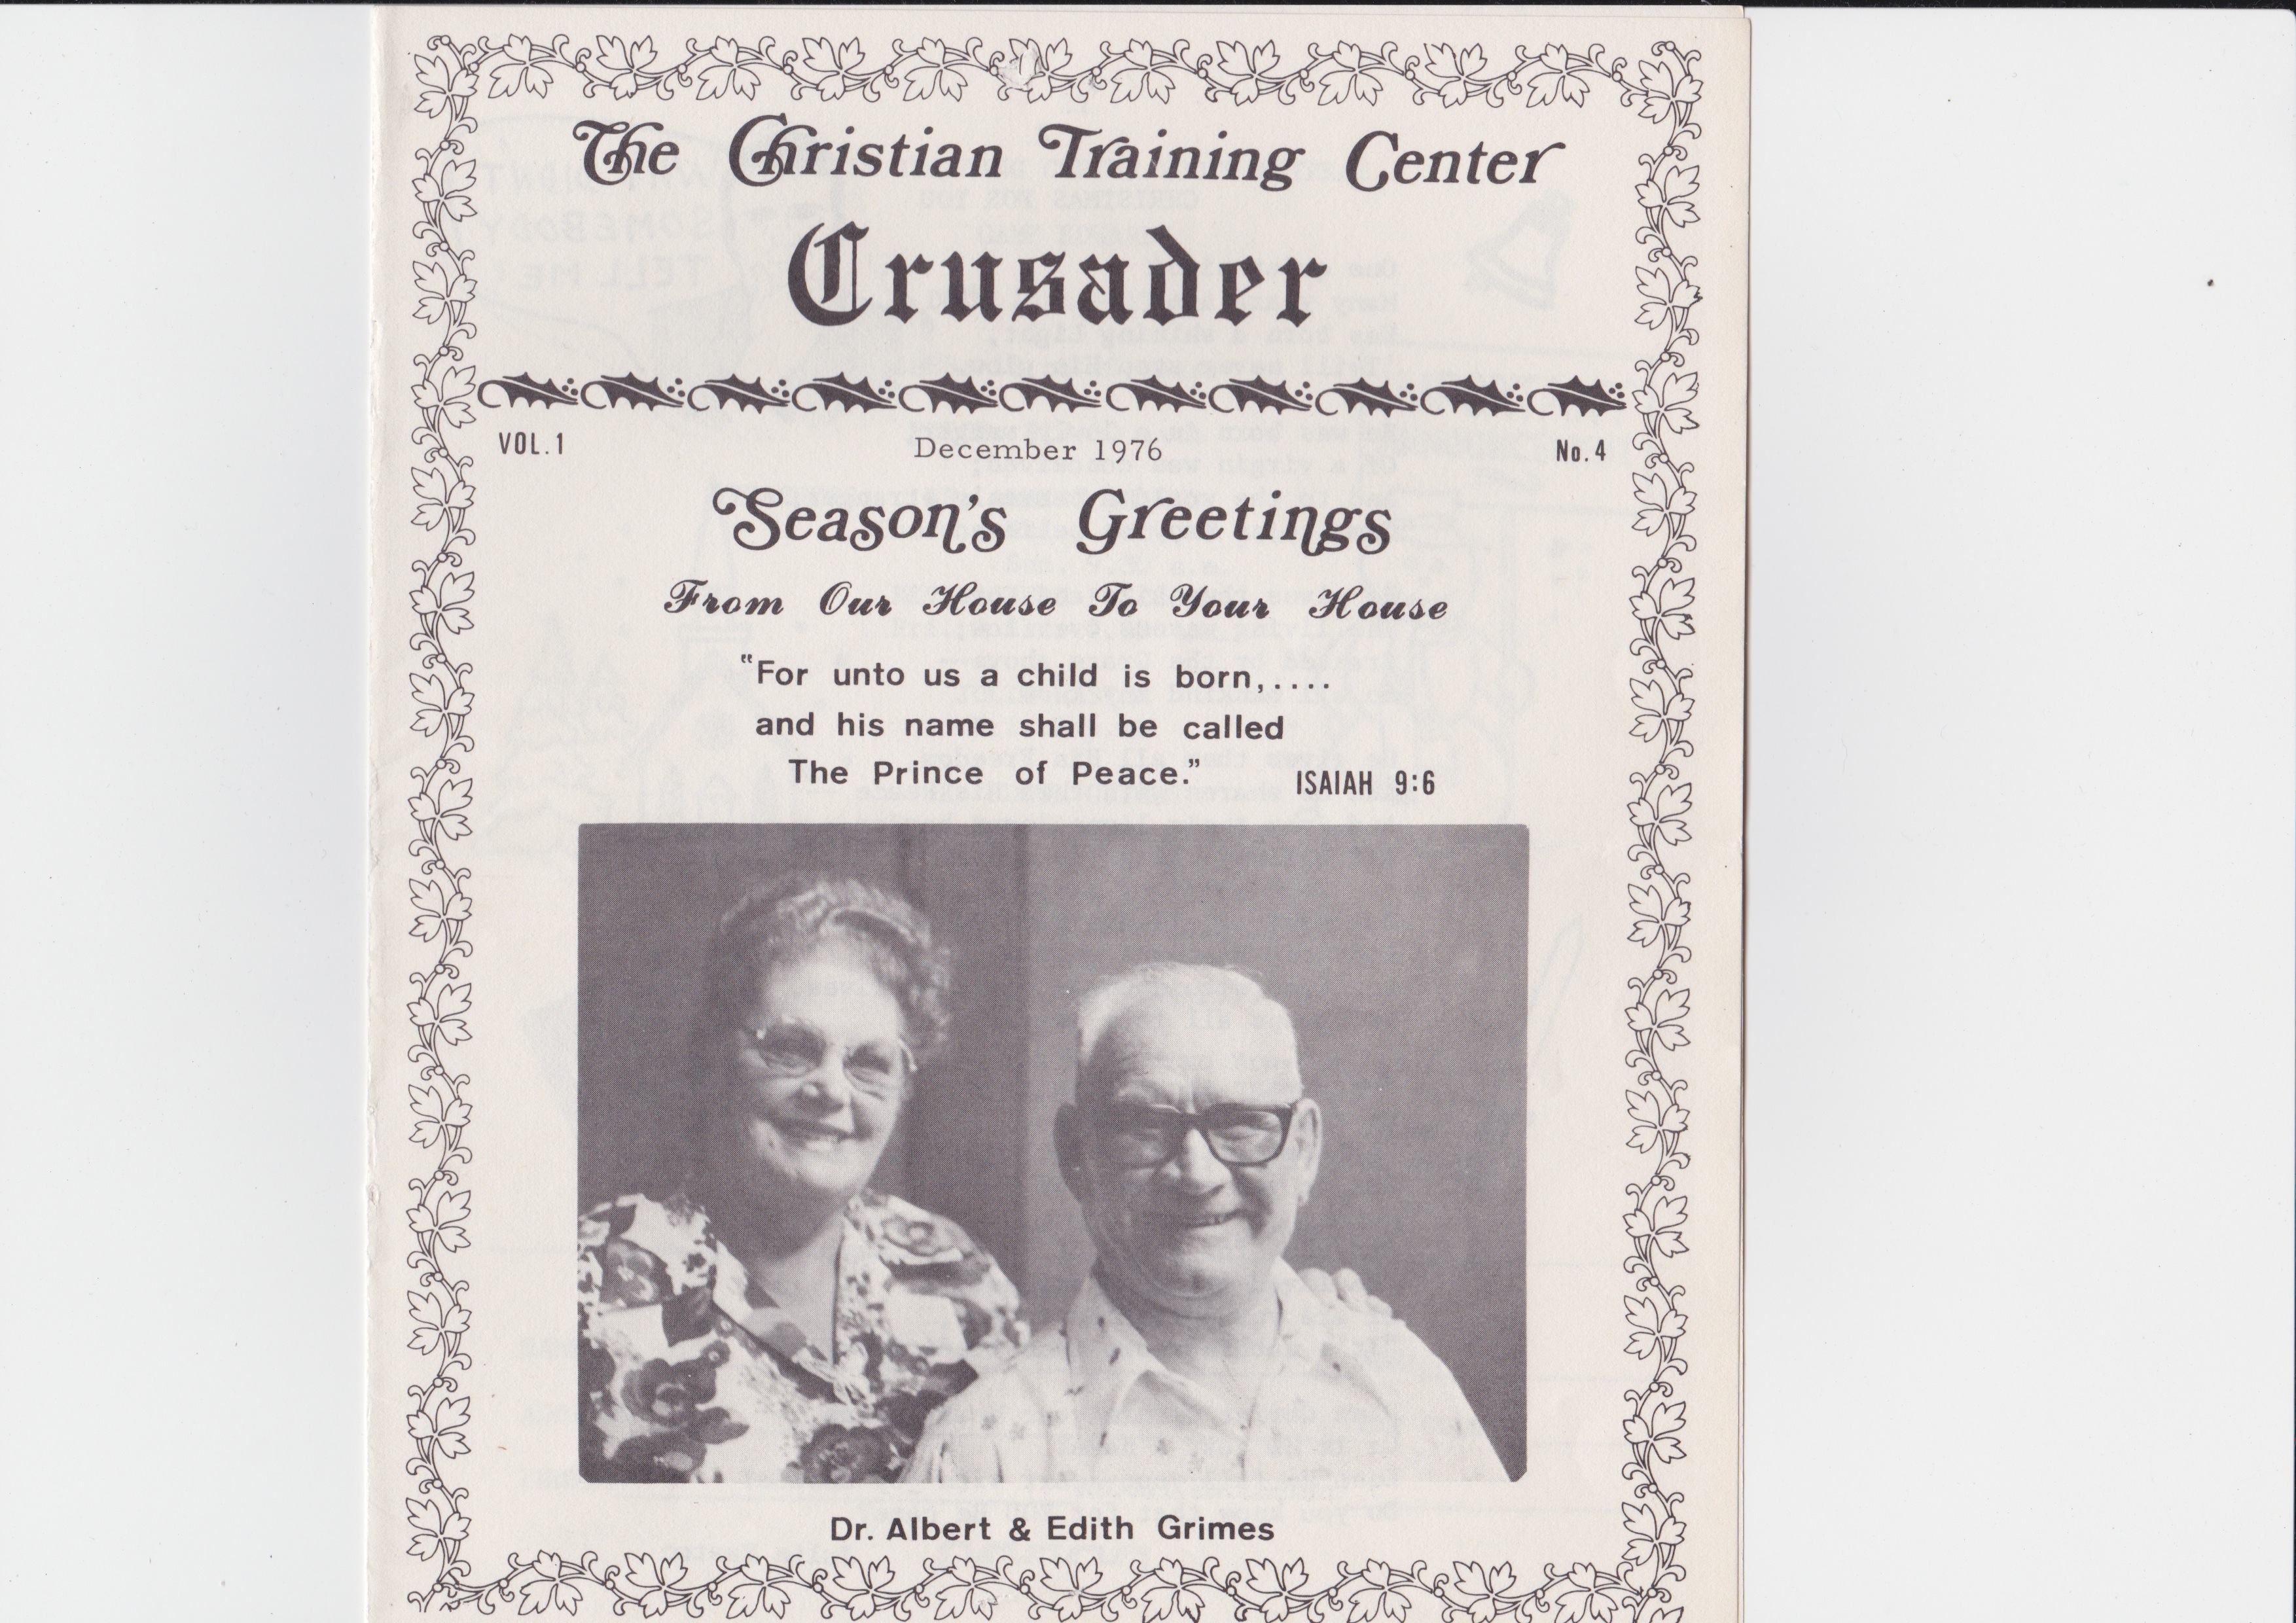 The Christian Training Center
Crusader
VOL.1 December 1976 No.4
Season's Greetings
From Our House To Your House
"For unto us a child is born,....
and his name shall be called
The Prince of Peace." ISAIAH 9:6
Dr. Albert & Edith Grimes